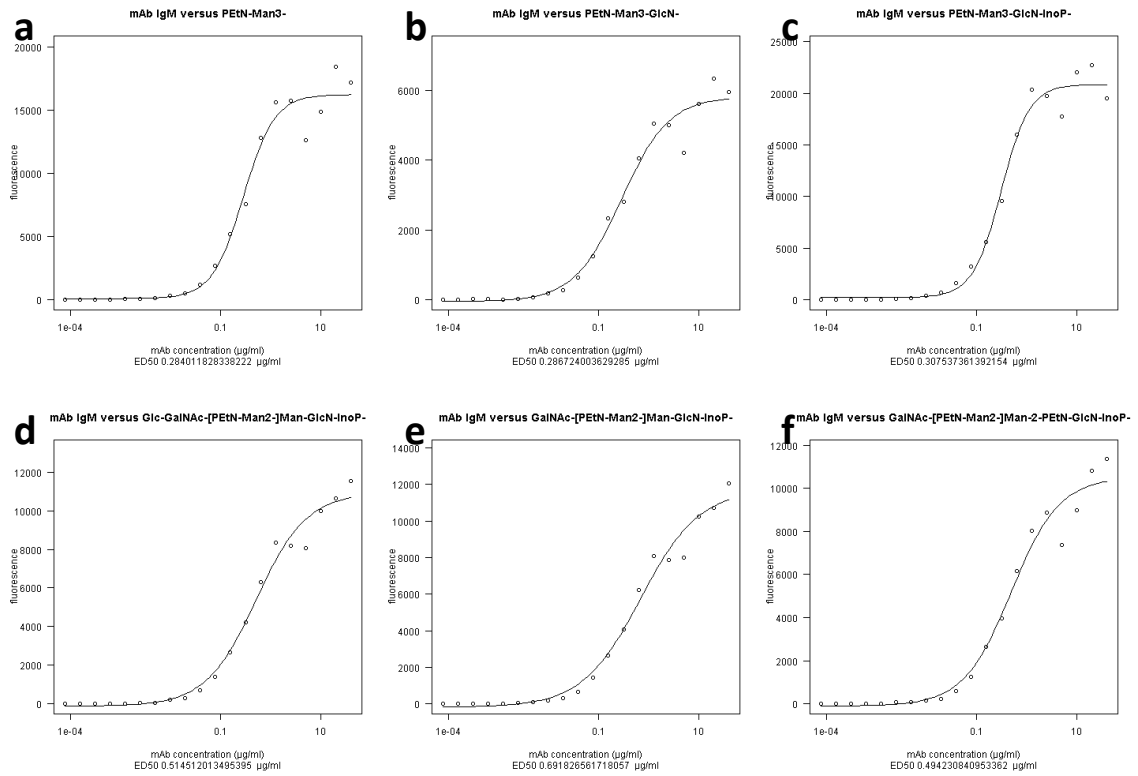 a
mAb IgM versus PEtN-Man3-
20000
15000
10000
5000
0
fluorescence
1e-04
0.1
10
mAb concentration (µg/ml)
ED50 0.284011828338222 µg/ml
b
mAb IgM versus PEtN-Man3-GlcN-
6000
4000
2000
0
fluorescence
1e-04
0.1
10
mAb concentration (µg/ml)
ED50 0.286724003629285 µg/ml
c
mAb IgM versus PEtN-Man3-GlcN-InoP-
25000
20000
15000
10000
5000
0
fluorescence
1e-04
0.1
10
mAb concentration (µg/ml)
ED50 0.307537361392154 µg/ml
d
mAb IgM versus Glc-GalNAc-[PEtN-Man2-]Man-GlcN-InoP-
12000
10000
8000
6000
4000
2000
0
fluorescence
1e-04
0.1
10
mAb concentration (µg/ml)
ED50 0.514512013495395 µg/ml
e
mAb IgM versus GalNAc-[PEtN-Man2-]Man-GlcN-InoP-
14000
12000
10000
8000
6000
4000
2000
0
fluorescence
1e-04
0.1
10
mAb concentration (µg/ml)
ED50 0.691826561718057 µg/ml
f
mAb IgM versus GalNAc-[PEtN-Man2-]Man-2-PEtN-GlcN-InoP-
12000
10000
8000
6000
4000
2000
0
fluorescence
1e-04
0.1
10
mAb concentration (µg/ml)
ED50 0.494230840953362 µg/ml